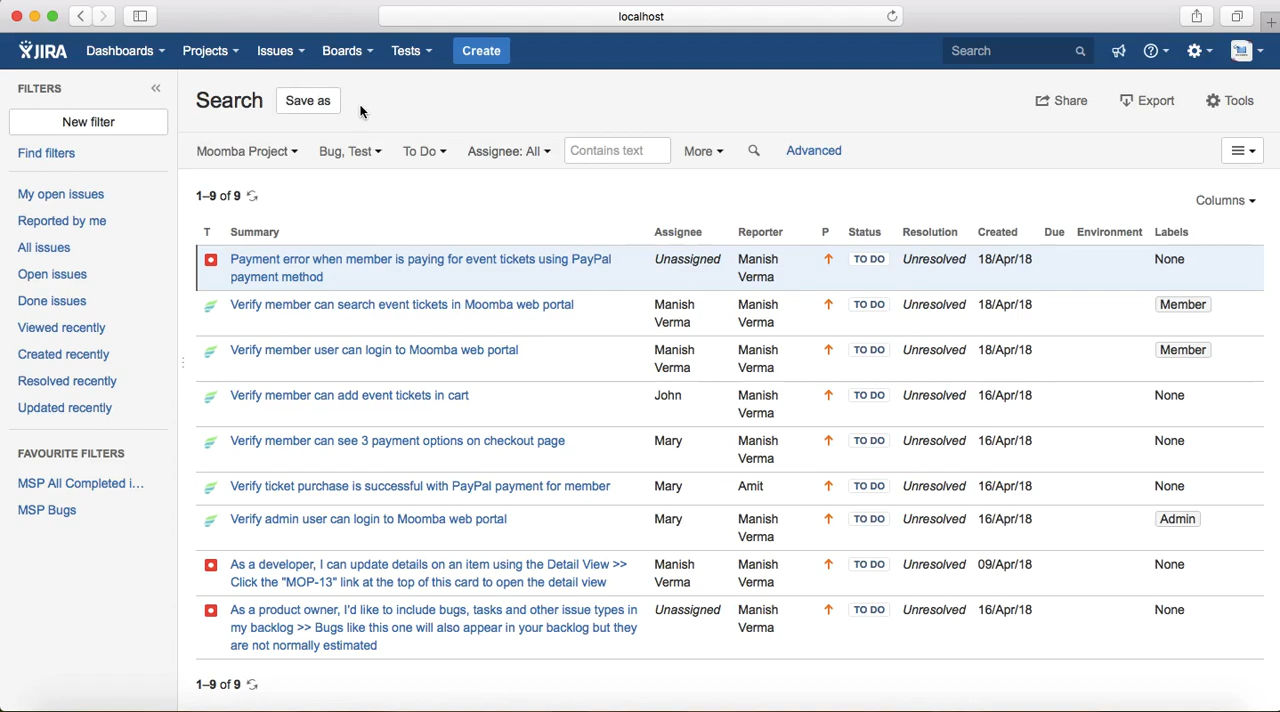 localhost
JIRA Dashboards Projects Issues Boards Tests Create Search
FILTERS
New filter
Find filters
My open issues
Reported by me
All issues
Open issues
Done issues
Viewed recently
Created recently
Resolved recently
Updated recently
FAVOURITE FILTERS
MSP All Completed i...
MSP Bugs
Search Save as Share Export Tools
Moomba Project Bug, Test To Do Assignee: All Contains text More Advanced
1–9 of 9
Columns
T Summary Assignee Reporter P Status Resolution Created Due Environment Labels
Payment error when member is paying for event tickets using PayPal Unassigned Manish TO DO Unresolved 18/Apr/18 None
payment method Verma
Verify member can search event tickets in Moomba web portal Manish Manish TO DO Unresolved 18/Apr/18 Member
Verma Verma
Verify member user can login to Moomba web portal Manish Manish TO DO Unresolved 18/Apr/18 Member
Verma Verma
Verify member can add event tickets in cart John Manish TO DO Unresolved 16/Apr/18 None
Verma
Verify member can see 3 payment options on checkout page Mary Manish TO DO Unresolved 16/Apr/18 None
Verma
Verify ticket purchase is successful with PayPal payment for member Mary Amit TO DO Unresolved 16/Apr/18 None
Verify admin user can login to Moomba web portal Mary Manish TO DO Unresolved 16/Apr/18 Admin
Verma
As a developer, I can update details on an item using the Detail View >> Manish Manish TO DO Unresolved 09/Apr/18 None
Click the "MOP-13" link at the top of this card to open the detail view Verma Verma
As a product owner, I'd like to include bugs, tasks and other issue types in Unassigned Manish TO DO Unresolved 16/Apr/18 None
my backlog >> Bugs like this one will also appear in your backlog but they Verma
are not normally estimated
1–9 of 9